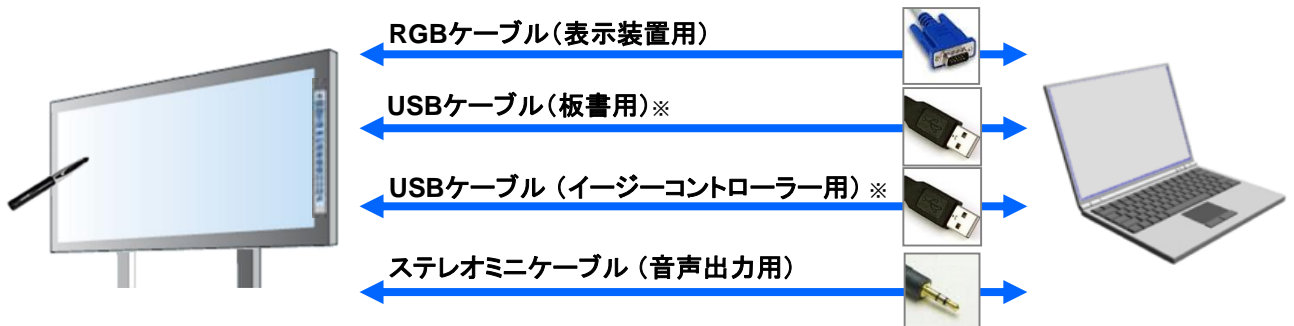 RGBケーブル（表示装置用）
USBケーブル（板書用）※
USBケーブル （イージーコントローラー用） ※
ステレオミニケーブル （音声出力用）